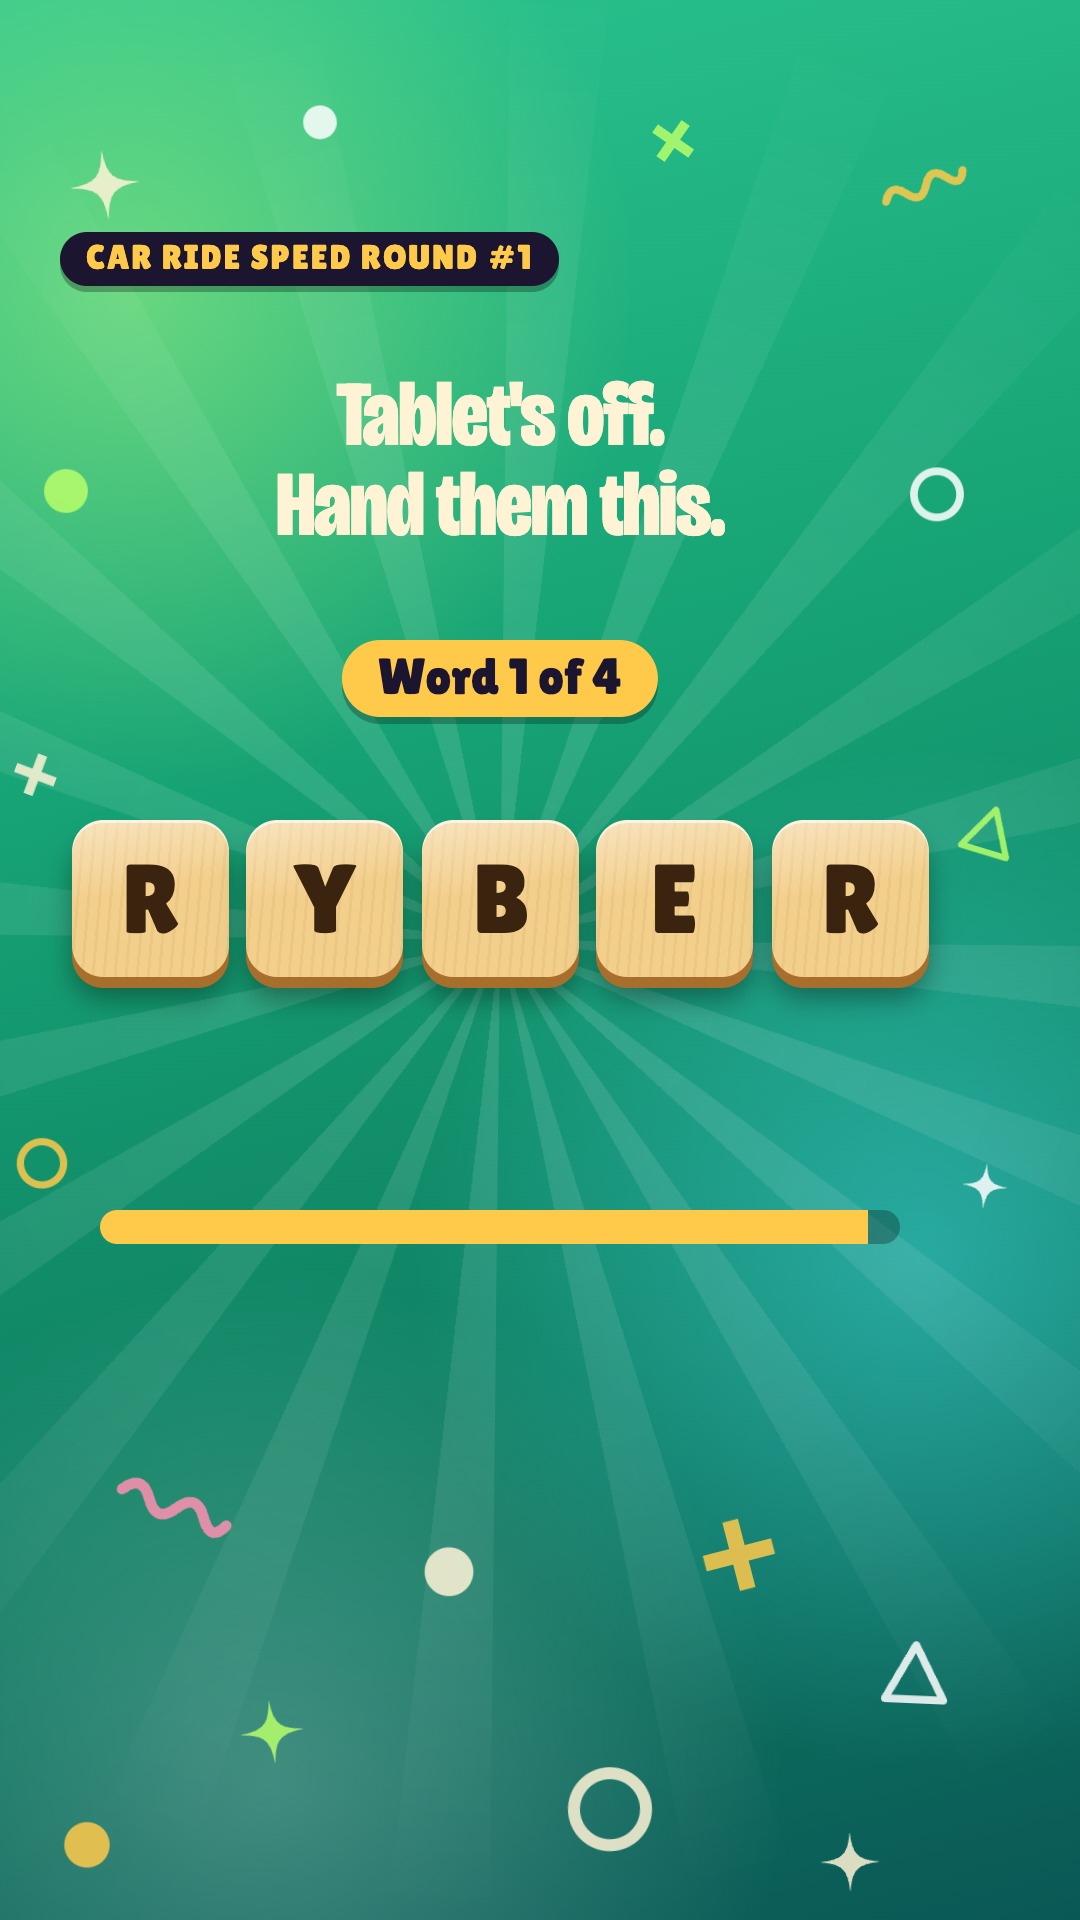 CAR RIDE SPEED ROUND #1
Tablet's off.
Hand them this.
Word 1 of 4
R Y B E R